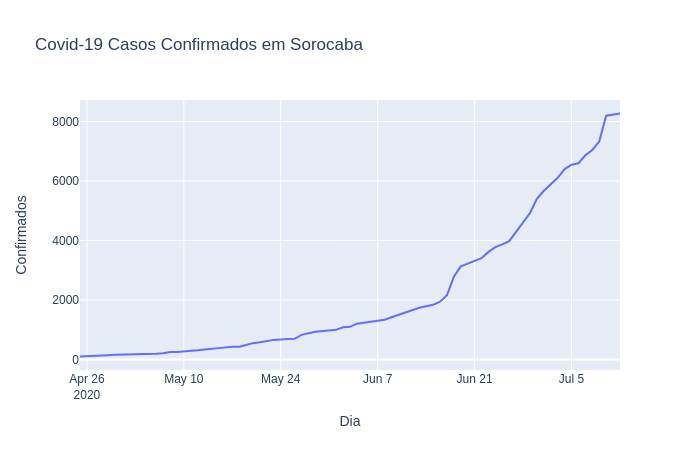 Covid-19 Casos Confirmados em Sorocaba
8000
6000
4000
2000
0
Confirmados
Apr 26 May 10 May 24 Jun 7 Jun 21 Jul 5
2020
Dia